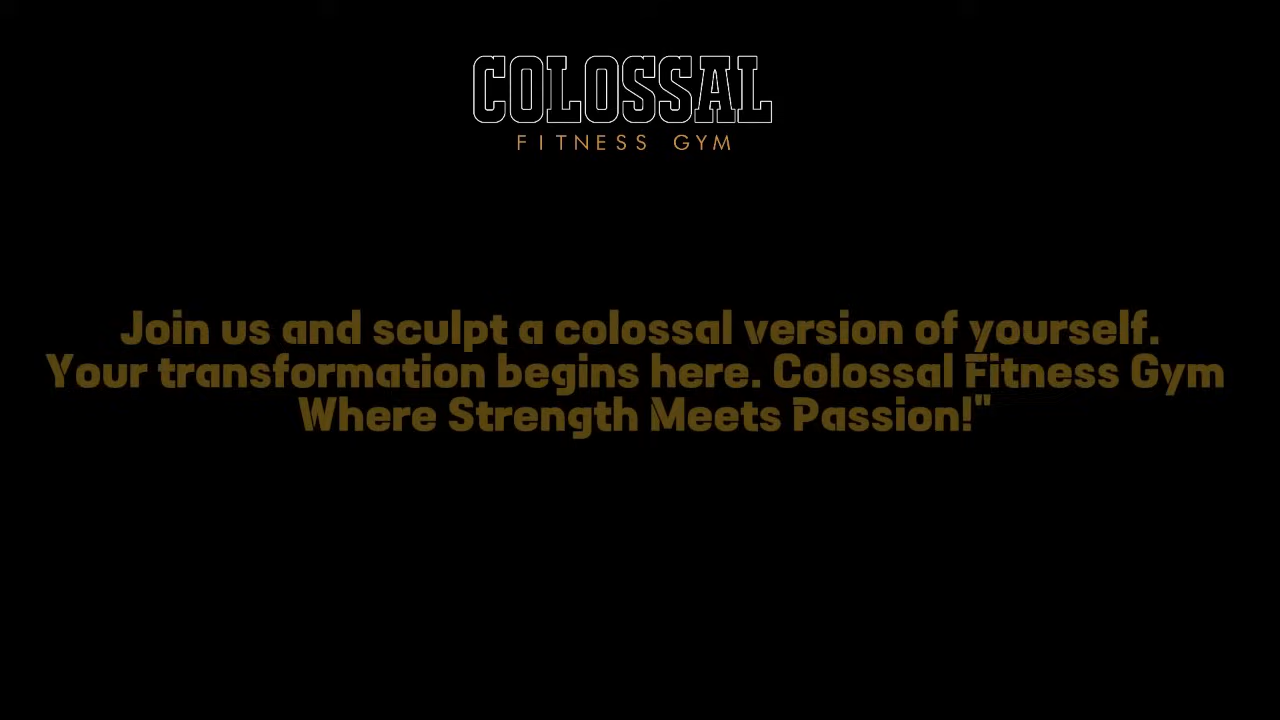 COLOSSAL
FITNESS GYM
Join us and sculpt a colossal version of yourself.
Your transformation begins here. Colossal Fitness Gym
Where Strength Meets Passion!"